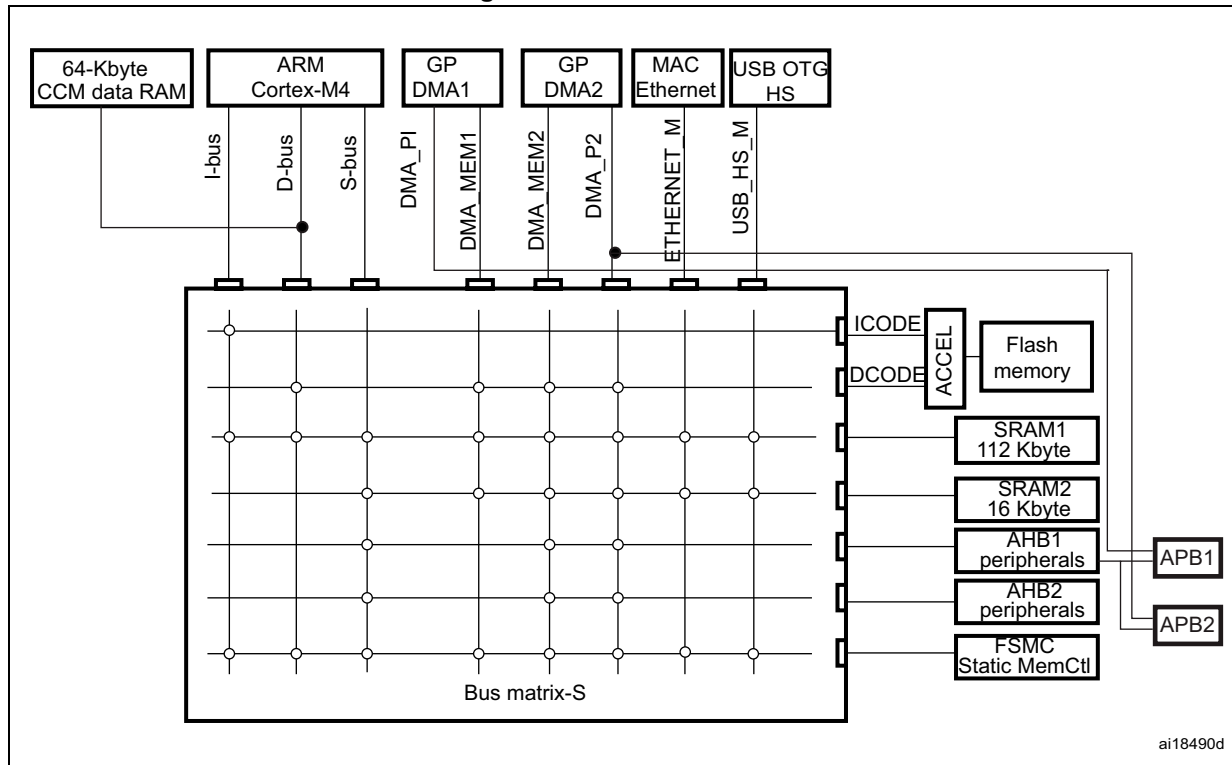 64-Kbyte
CCM data RAM
ARM
Cortex-M4
GP
DMA1
GP
DMA2
MAC
Ethernet
USB OTG
HS
I-bus
D-bus
S-bus
DMA_PI
DMA_MEM1
DMA_MEM2
DMA_P2
ETHERNET_M
USB_HS_M
ICODE
DCODE
ACCEL
Flash
memory
SRAM1
112 Kbyte
SRAM2
16 Kbyte
AHB1
peripherals
AHB2
peripherals
FSMC
Static MemCtl
APB1
APB2
Bus matrix-S
ai18490d